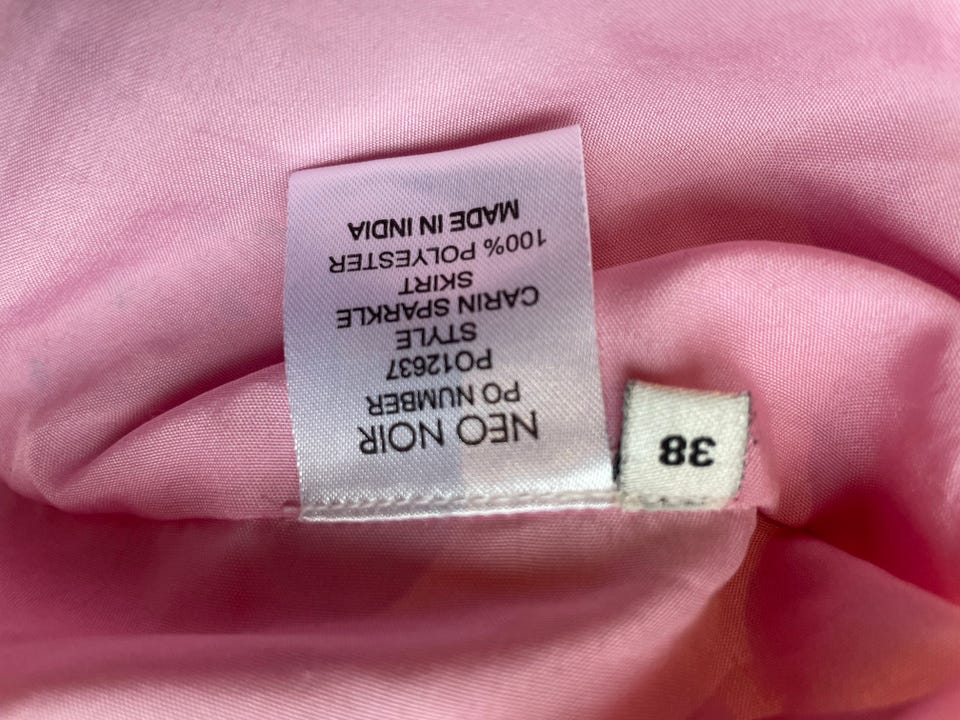 NEO NOIR
PO NUMBER
PO12637
STYLE
CARIN SPARKLE
SKIRT
100% POLYESTER
MADE IN INDIA
38